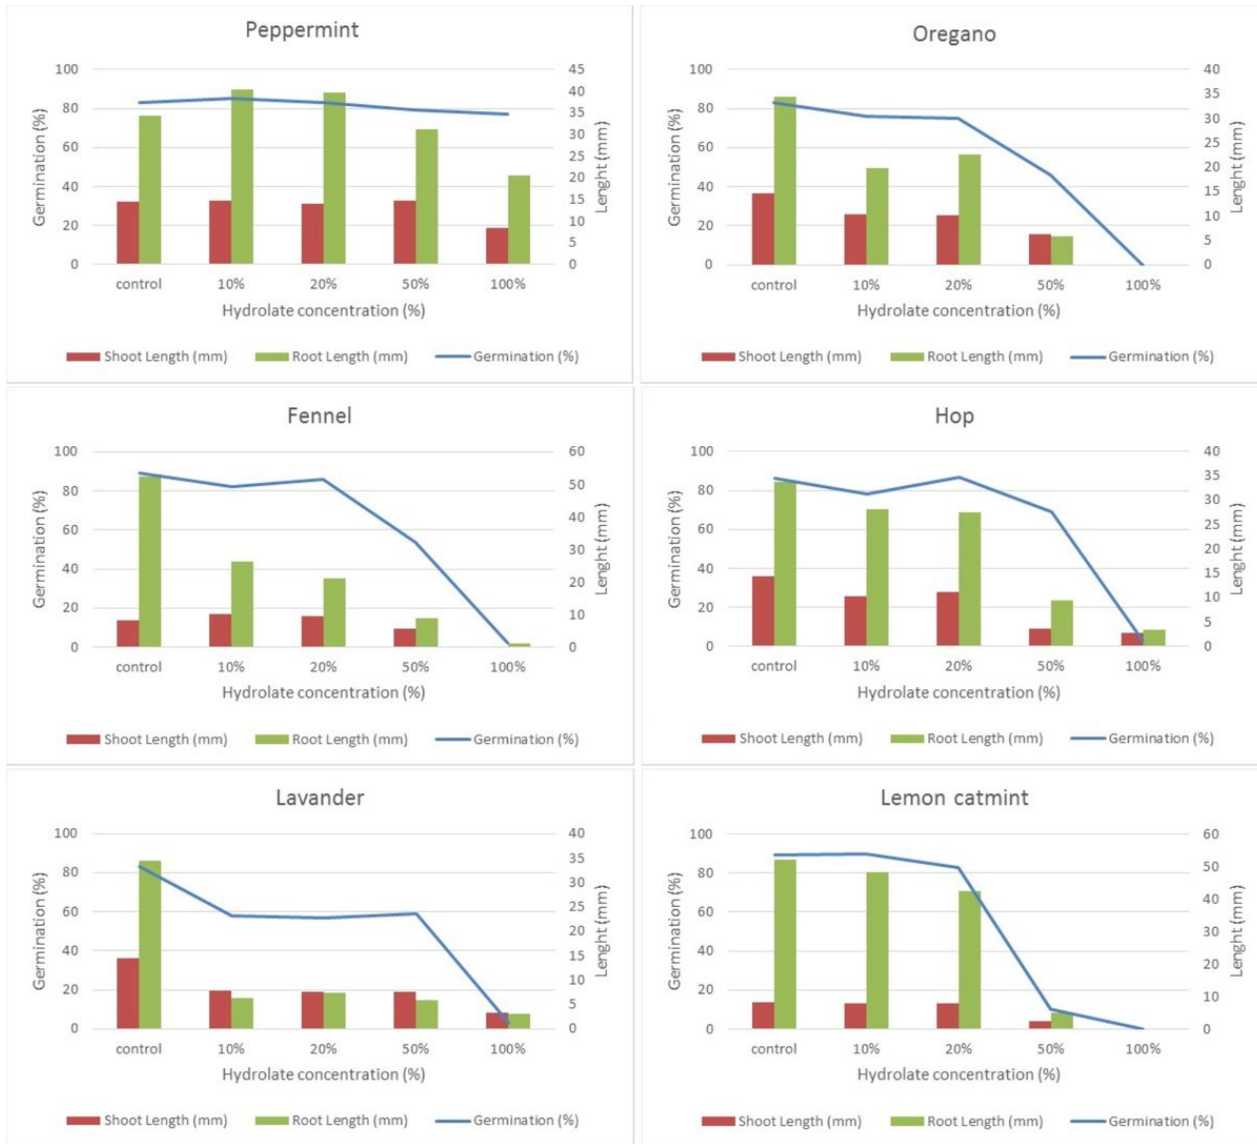 Peppermint
Germination (%)
100
80
60
40
20
0
45
40
35
30
25
20
15
10
5
0
Lenght (mm)
control 10% 20% 50% 100%
Hydrolate concentration (%)
Shoot Length (mm) Root Length (mm) Germination (%)
Oregano
Germination (%)
100
80
60
40
20
0
40
35
30
25
20
15
10
5
0
Lenght (mm)
control 10% 20% 50% 100%
Hydrolate concentration (%)
Shoot Length (mm) Root Length (mm) Germination (%)
Fennel
Germination (%)
100
80
60
40
20
0
60
50
40
30
20
10
0
Lenght (mm)
control 10% 20% 50% 100%
Hydrolate concentration (%)
Shoot Length (mm) Root Length (mm) Germination (%)
Hop
Germination (%)
100
80
60
40
20
0
40
35
30
25
20
15
10
5
0
Lenght (mm)
control 10% 20% 50% 100%
Hydrolate concentration (%)
Shoot Length (mm) Root Length (mm) Germination (%)
Lavander
Germination (%)
100
80
60
40
20
0
40
35
30
25
20
15
10
5
0
Lenght (mm)
control 10% 20% 50% 100%
Hydrolate concentration (%)
Shoot Length (mm) Root Length (mm) Germination (%)
Lemon catmint
Germination (%)
100
80
60
40
20
0
60
50
40
30
20
10
0
Lenght (mm)
control 10% 20% 50% 100%
Hydrolate concentration (%)
Shoot Length (mm) Root Length (mm) Germination (%)